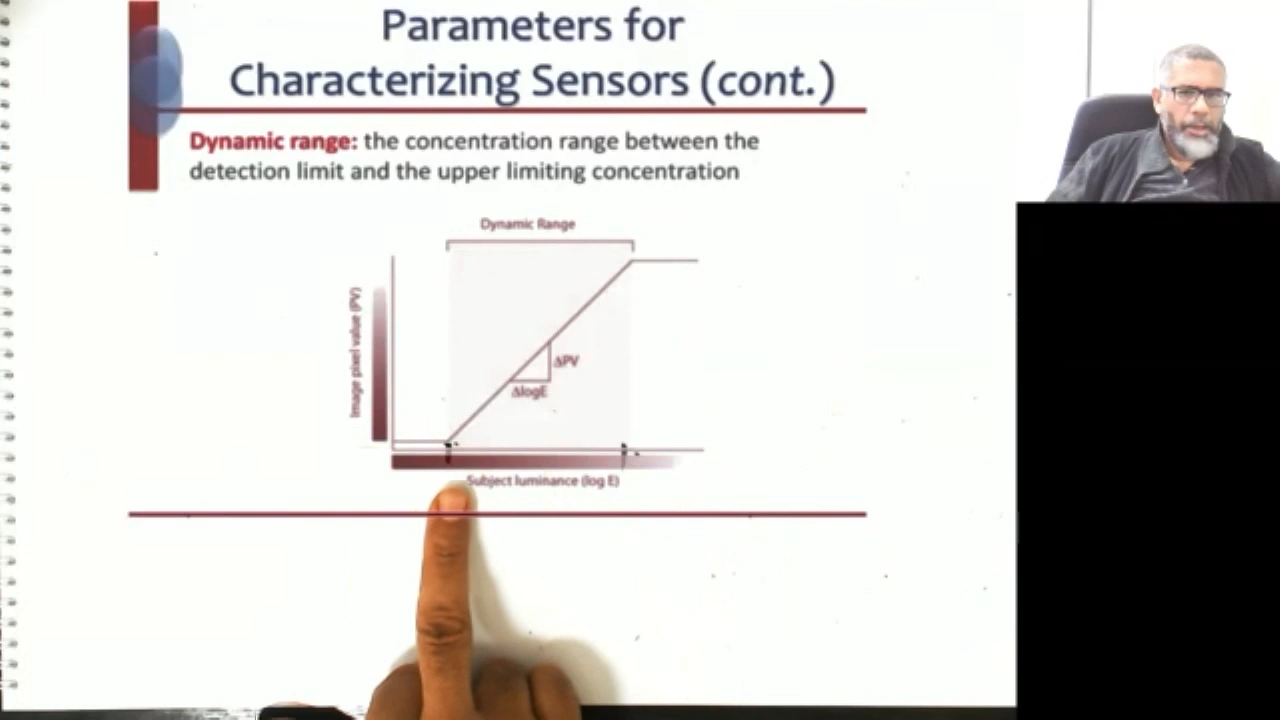 Parameters for
Characterizing Sensors (cont.)
Dynamic range: the concentration range between the
detection limit and the upper limiting concentration
Dynamic Range
Image pixel value (PV)
ΔPV
ΔlogE
Subject luminance (log E)